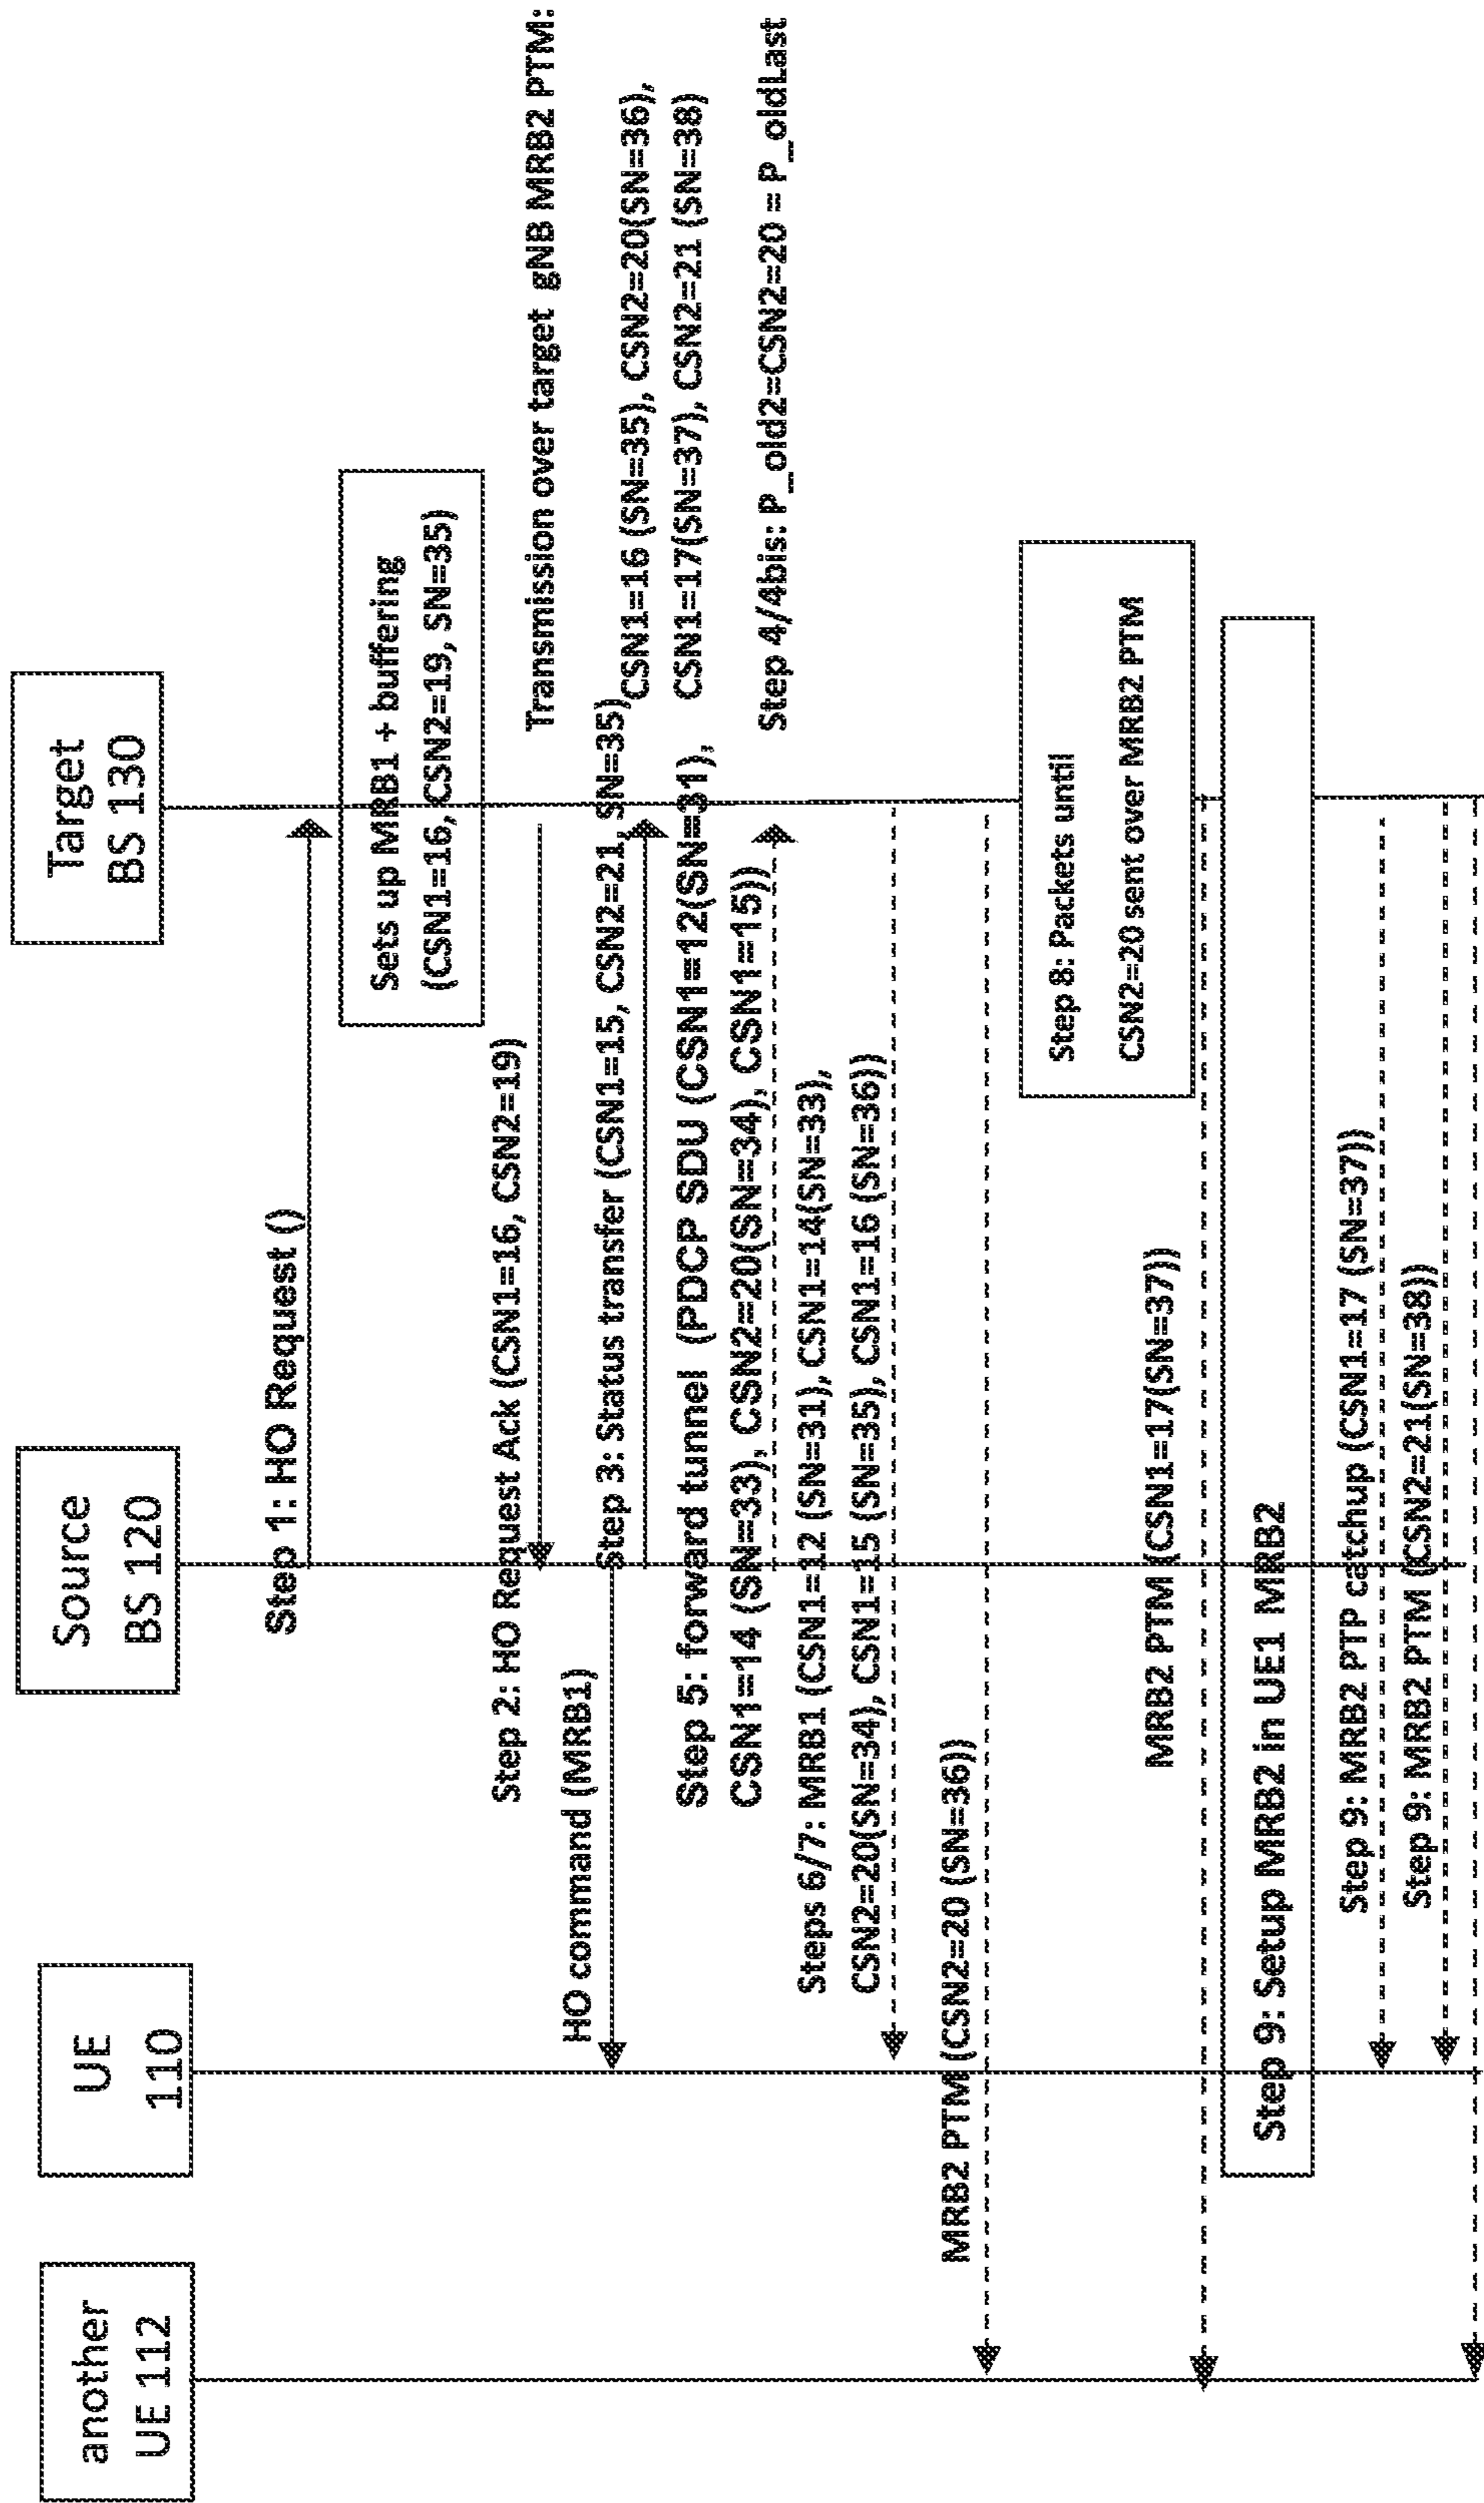 another
UE 112
UE
110
Source
BS 120
Target
BS 130
Step 1: HO Request ()
Sets up MRB1 + buffering
(CSN1=16, CSN2=19, SN=35)
Step 2: HO Request Ack (CSN1=16, CSN2=19)
Transmission over target gNB MRB2 PTM:
HO command (MRB1)
Step 3: Status transfer (CSN1=15, CSN2=21, SN=35)
CSN1=16 (SN=35), CSN2=20(SN=36),
CSN1=17(SN=37), CSN2=21 (SN=38)
Step 5: forward tunnel (PDCP SDU (CSN1=12(SN=31),
CSN1=14 (SN=33), CSN2=20(SN=34), CSN1=15))
Step 4/4bis: P_old2=CSN2=20 = P_oldLast
Steps 6/7: MRB1 (CSN1=12 (SN=31), CSN1=14(SN=33),
CSN2=20(SN=34), CSN1=15 (SN=35), CSN1=16 (SN=36))
MRB2 PTM (CSN2=20 (SN=36))
Step 8: Packets until
CSN2=20 sent over MRB2 PTM
MRB2 PTM (CSN1=17(SN=37))
Step 9: Setup MRB2 in UE1 MRB2
Step 9: MRB2 PTP catchup (CSN1=17 (SN=37))
Step 9: MRB2 PTM (CSN2=21(SN=38))